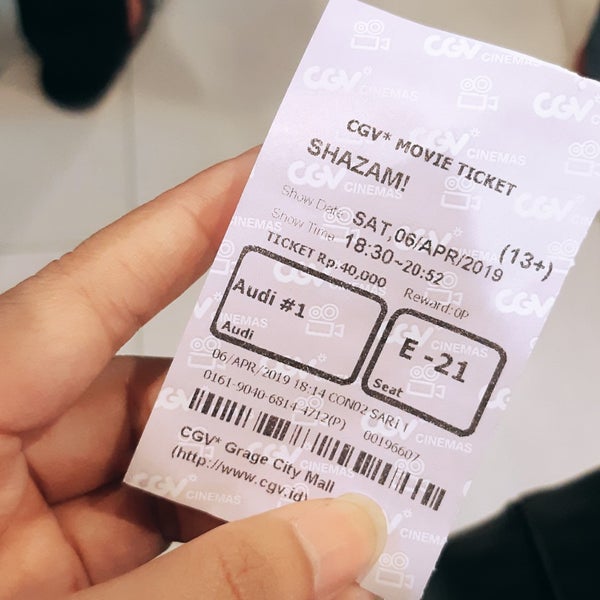 CGV* MOVIE TICKET
SHAZAM!
(13+)
Show Date: SAT,06/APR/2019
Show Time: 18:30~20:52
TICKET Rp.40,000 Reward:0P
Audi #1
Audi
E -21
Seat
06/APR/2019 18:14 CON02 SARI Y
0161-9040-6814-4712(P) 00196607
CGV* Grage City Mall
(http://www.cgv.id)
CGV* CINEMAS